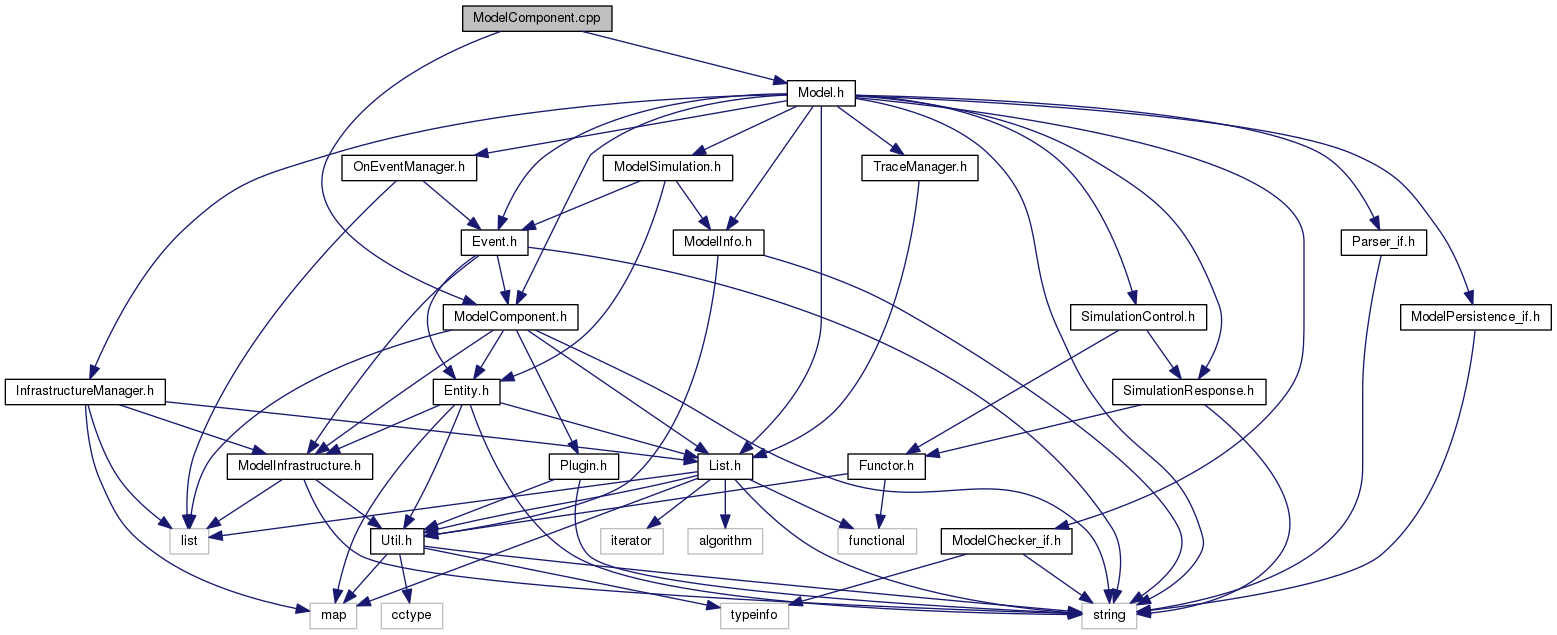 ModelComponent.cpp
Model.h
OnEventManager.h
ModelSimulation.h
TraceManager.h
Event.h
ModelInfo.h
Parser_if.h
ModelComponent.h
SimulationControl.h
ModelPersistence_if.h
InfrastructureManager.h
Entity.h
SimulationResponse.h
ModelInfrastructure.h
Plugin.h
List.h
Functor.h
list
Util.h
iterator
algorithm
functional
ModelChecker_if.h
map
cctype
typeinfo
string